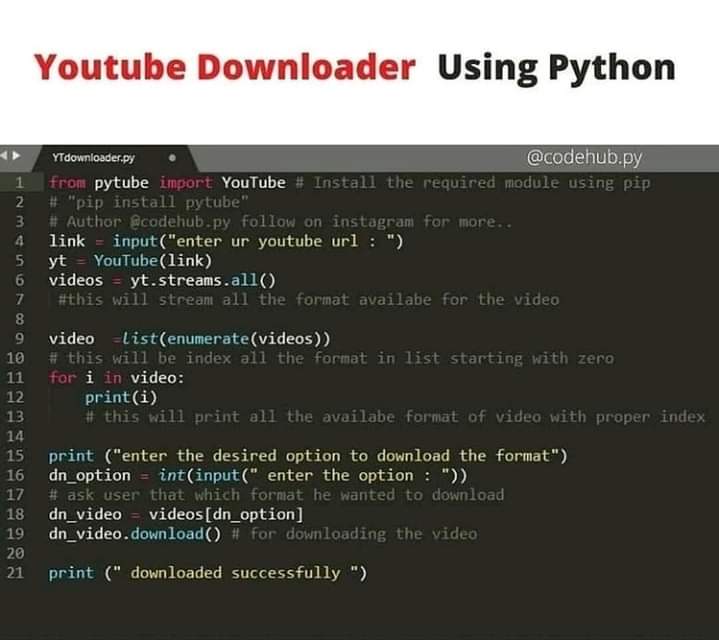 Youtube Downloader Using Python
YTdownloader.py
@codehub.py
1 from pytube import YouTube # Install the required module using pip
2 # "pip install pytube"
3 # Author @codehub.py follow on instagram for more..
4 link = input("enter ur youtube url : ")
5 yt = YouTube(link)
6 videos = yt.streams.all()
7 #this will stream all the format availabe for the video
8
9 video =list(enumerate(videos))
10 # this will be index all the format in list starting with zero
11 for i in video:
12 print(i)
13 # this will print all the availabe format of video with proper index
14
15 print ("enter the desired option to download the format")
16 dn_option = int(input(" enter the option : "))
17 # ask user that which format he wanted to download
18 dn_video = videos[dn_option]
19 dn_video.download() # for downloading the video
20
21 print (" downloaded successfully ")